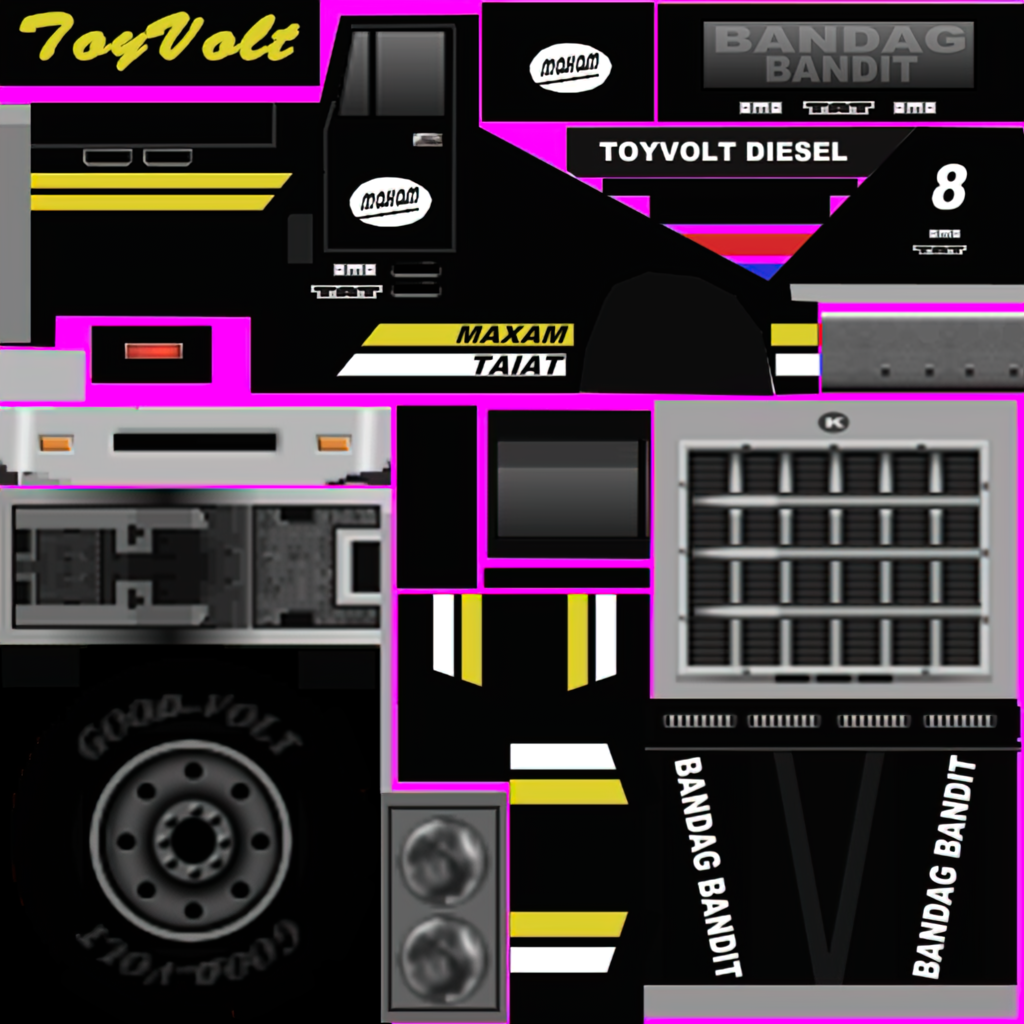 ToyVolt
MAXAM
BANDAG
BANDIT
TAT
TOYVOLT DIESEL
8
TAT
MAXAM
TAT
MAXAM
TAIAT
K
GOOD-VOLT
GOOD-VOLT
BANDAG BANDIT
BANDAG BANDIT